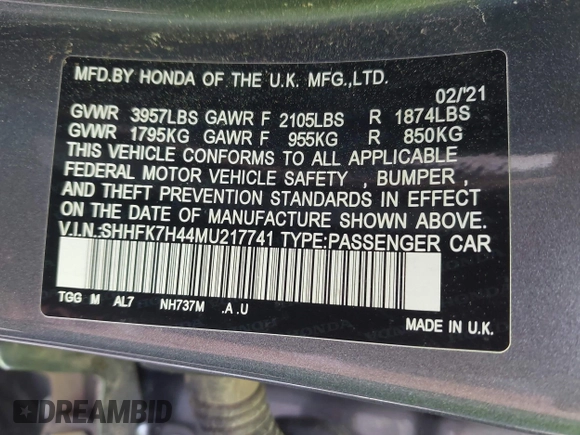 MFD.BY HONDA OF THE U.K. MFG.,LTD.
02/'21
GVWR 3957LBS GAWR F 2105LBS R 1874LBS
GVWR 1795KG GAWR F 955KG R 850KG
THIS VEHICLE CONFORMS TO ALL APPLICABLE
FEDERAL MOTOR VEHICLE SAFETY , BUMPER ,
AND THEFT PREVENTION STANDARDS IN EFFECT
ON THE DATE OF MANUFACTURE SHOWN ABOVE.
V.I.N.:SHHFK7H44MU217741 TYPE:PASSENGER CAR
TGG M AL7 NH737M .A .U
MADE IN U.K.
DREAMBID